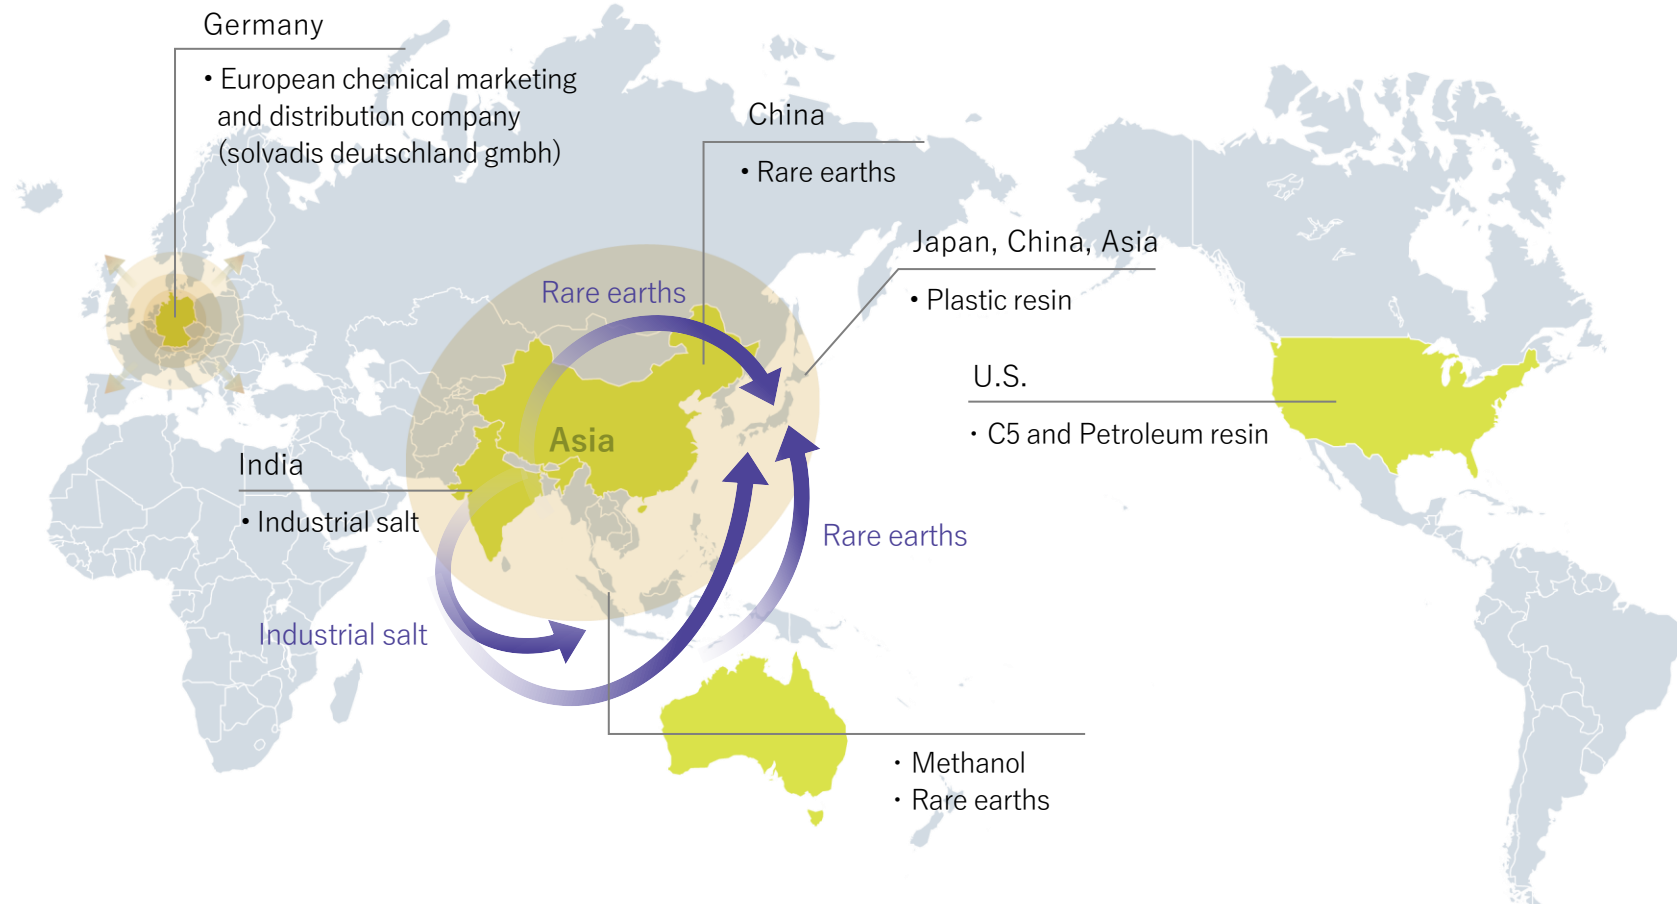 Germany
• European chemical marketing
and distribution company
(solvadis deutschland gmbh)
China
• Rare earths
Japan, China, Asia
• Plastic resin
Rare earths
U.S.
・ C5 and Petroleum resin
Asia
India
• Industrial salt
Rare earths
Industrial salt
・ Methanol
・ Rare earths